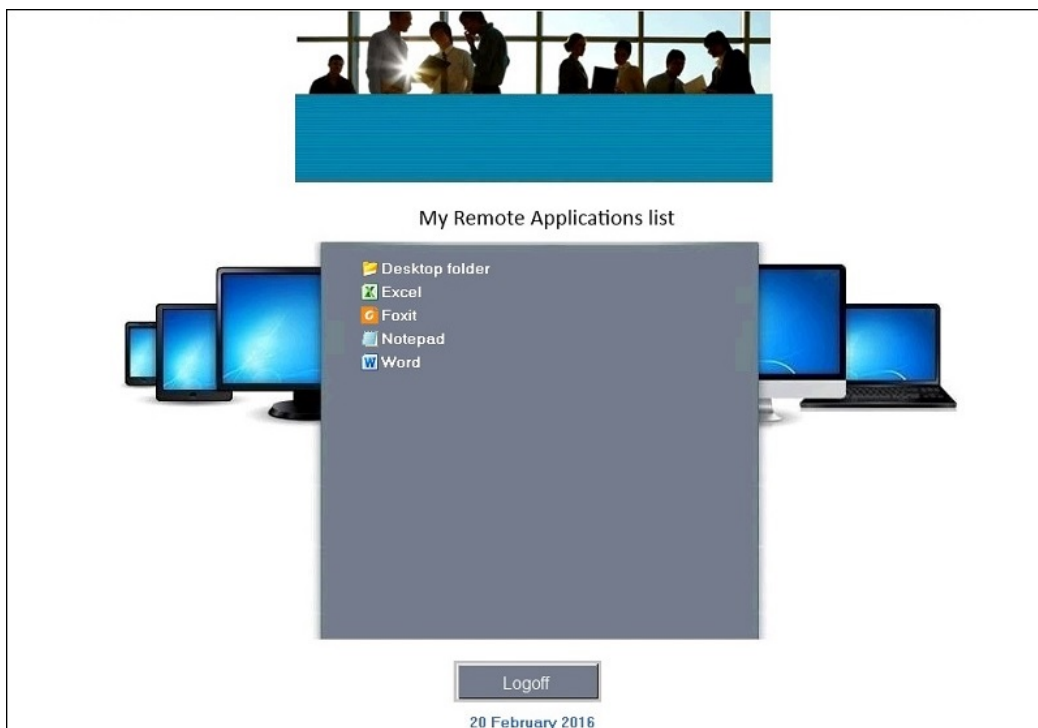 My Remote Applications list
Desktop folder
Excel
Foxit
Notepad
Word
Logoff
20 February 2016